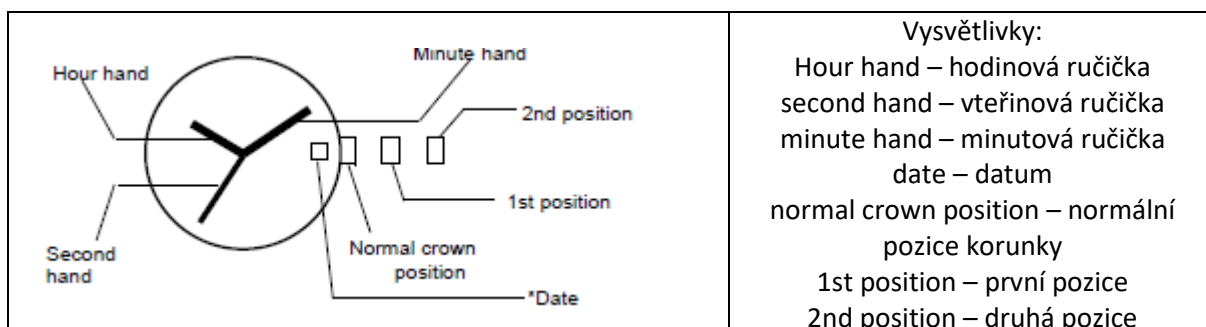 Hour hand
Minute hand
2nd position
1st position
Second
hand
Normal crown
position
*Date
Vysvětlivky:
Hour hand – hodinová ručička
second hand – vteřinová ručička
minute hand – minutová ručička
date – datum
normal crown position – normální
pozice korunky
1st position – první pozice
2nd position – druhá pozice